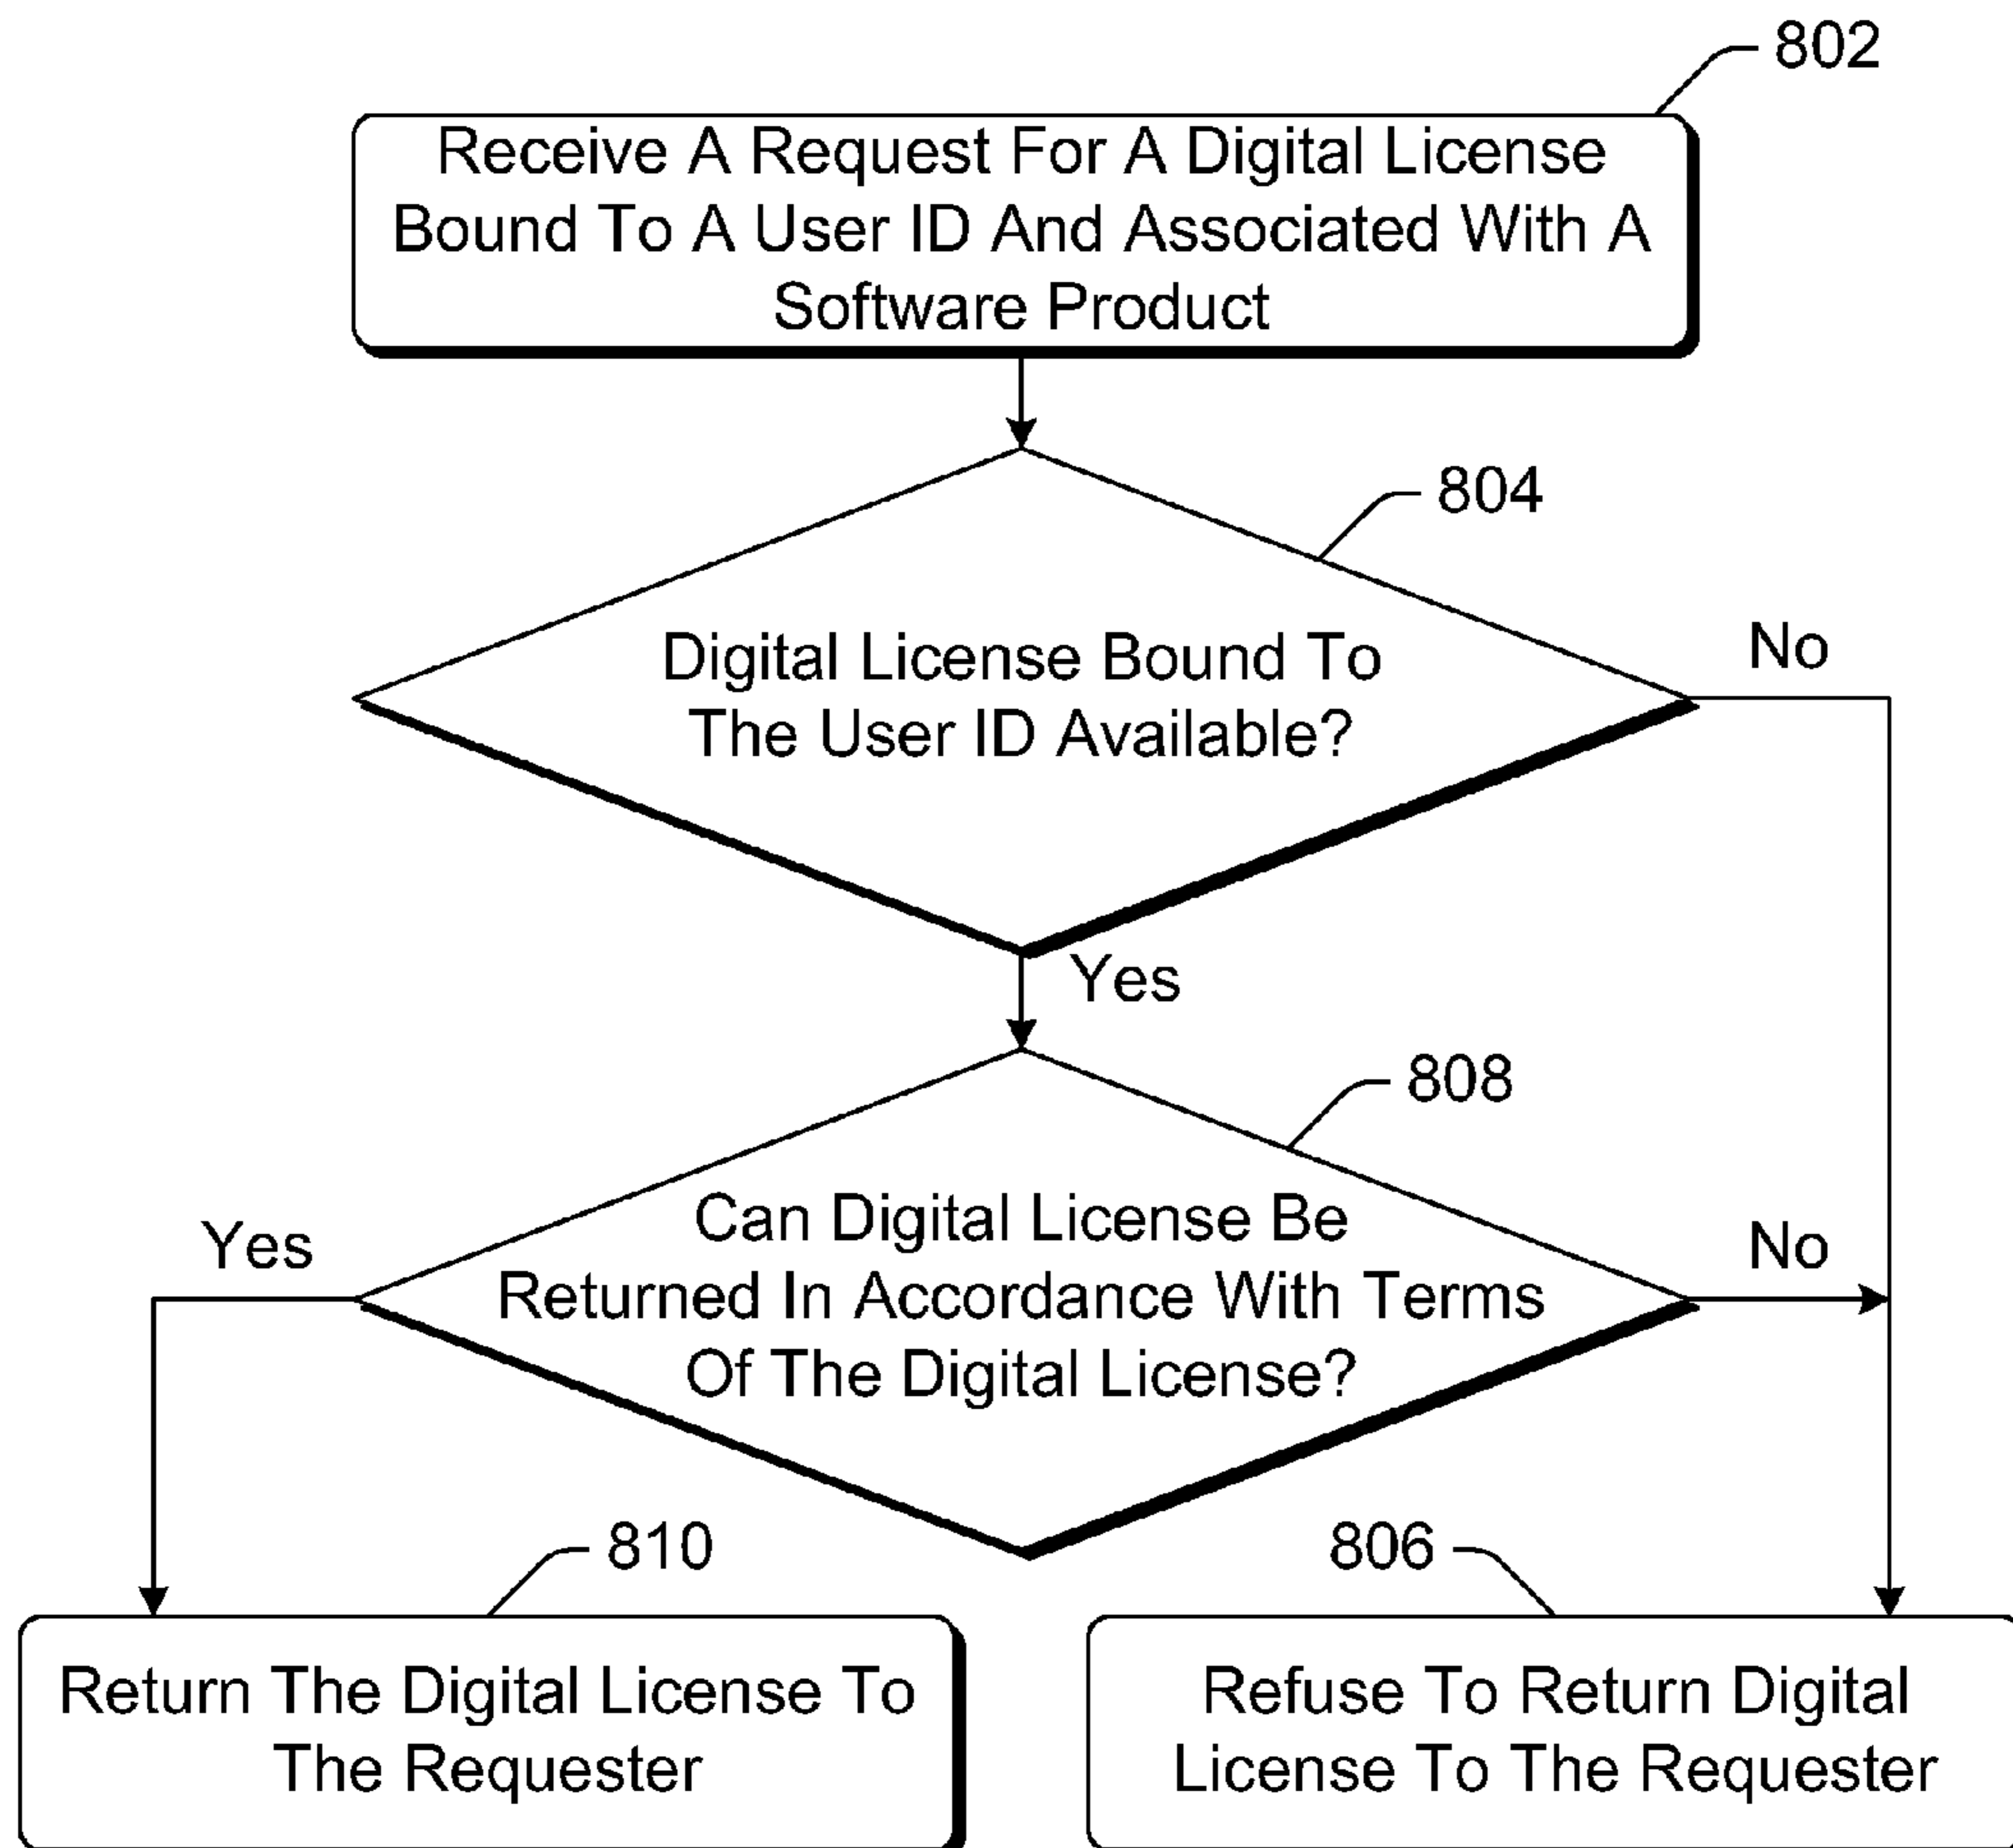 802
Receive A Request For A Digital License
Bound To A User ID And Associated With A
Software Product
804
Digital License Bound To
The User ID Available?
No
Yes
808
Can Digital License Be
Returned In Accordance With Terms
Of The Digital License?
Yes
No
810
Return The Digital License To
The Requester
806
Refuse To Return Digital
License To The Requester